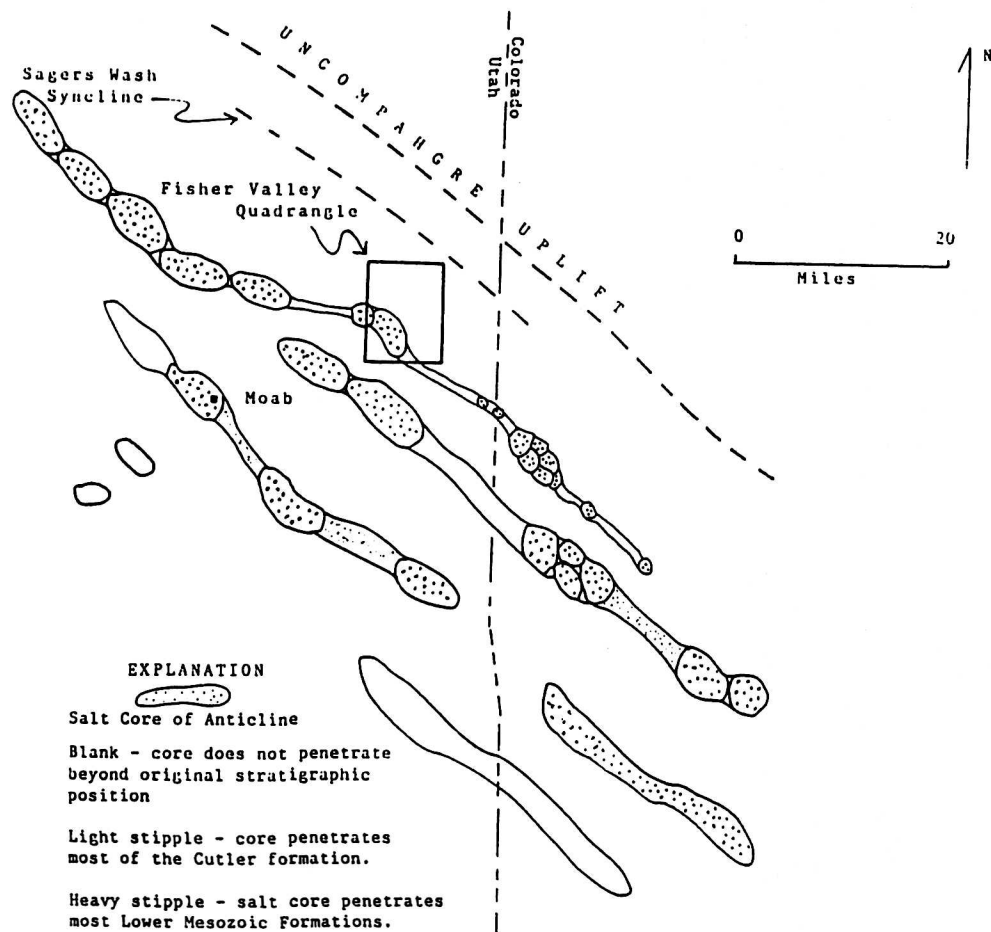 UNCOMPAHGRE UPLIFT
Colorado
Utah
N
Sagers Wash
Syncline
Fisher Valley
Quadrangle
0 20
Miles
Moab
EXPLANATION
Salt Core of Anticline
Blank - core does not penetrate
beyond original stratigraphic
position
Light stipple - core penetrates
most of the Cutler formation.
Heavy stipple - salt core penetrates
most Lower Mesozoic Formations.